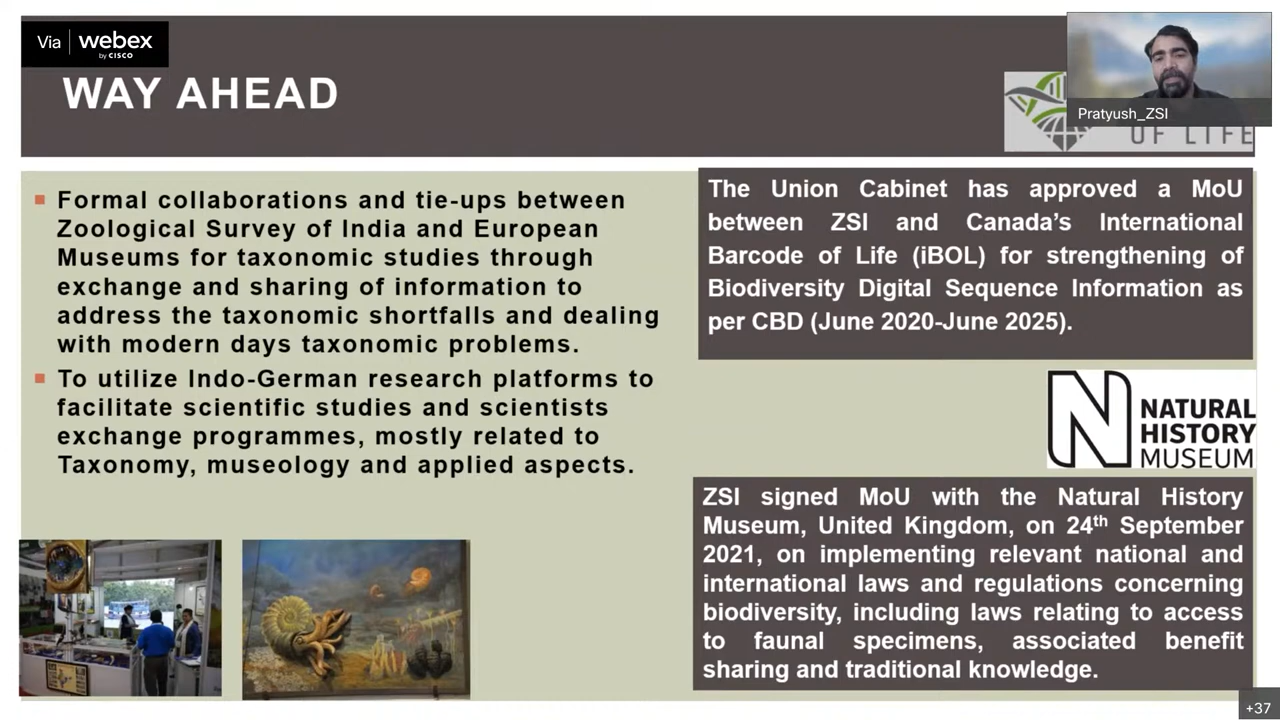 Via webex
by CISCO
WAY AHEAD
Pratyush_ZSI
OF LIFE
Formal collaborations and tie-ups between
Zoological Survey of India and European
Museums for taxonomic studies through
exchange and sharing of information to
address the taxonomic shortfalls and dealing
with modern days taxonomic problems.
To utilize Indo-German research platforms to
facilitate scientific studies and scientists
exchange programmes, mostly related to
Taxonomy, museology and applied aspects.
The Union Cabinet has approved a MoU
between ZSI and Canada’s International
Barcode of Life (iBOL) for strengthening of
Biodiversity Digital Sequence Information as
per CBD (June 2020-June 2025).
NATURAL
HISTORY
MUSEUM
ZSI signed MoU with the Natural History
Museum, United Kingdom, on 24th September
2021, on implementing relevant national and
international laws and regulations concerning
biodiversity, including laws relating to access
to faunal specimens, associated benefit
sharing and traditional knowledge.
+37